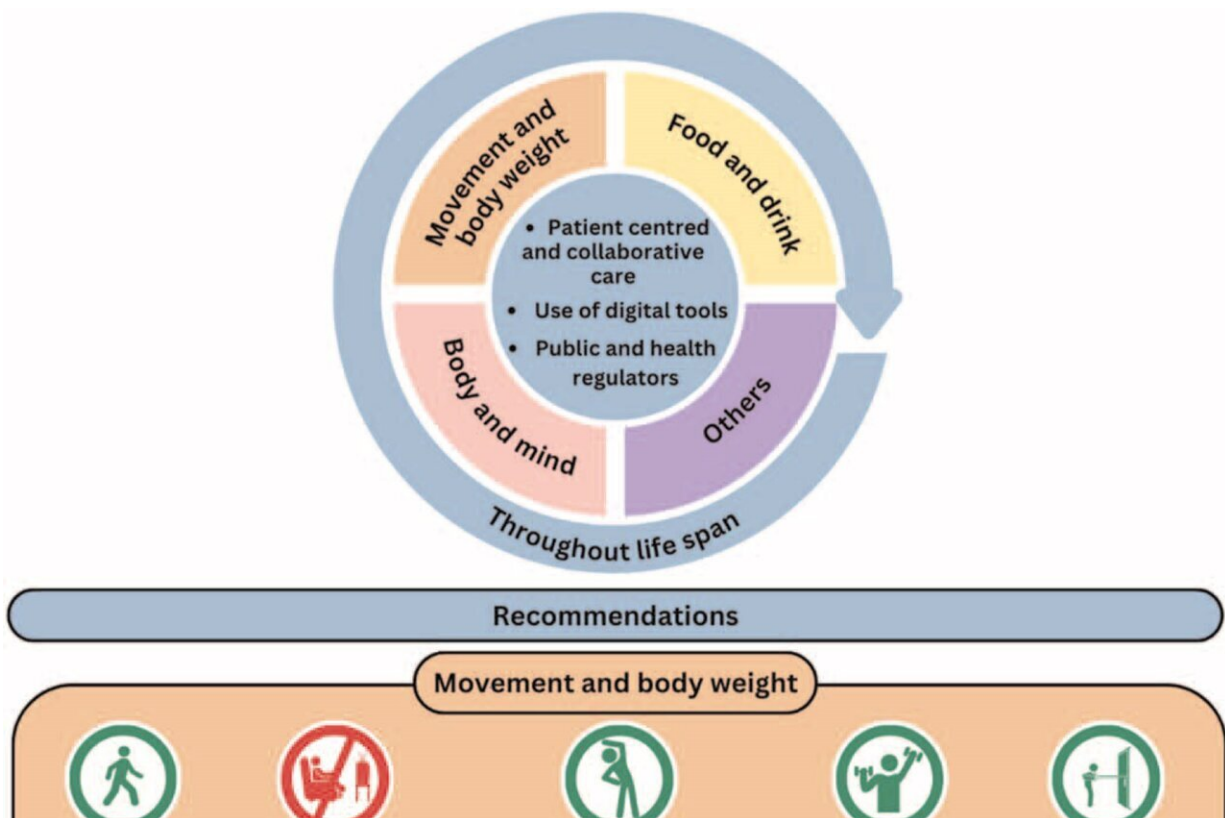 Movement and
body weight
Food and drink
• Patient centred
and collaborative
care
• Use of digital tools
• Public and health
regulators
Body and mind
Others
Throughout life span
Recommendations
Movement and body weight